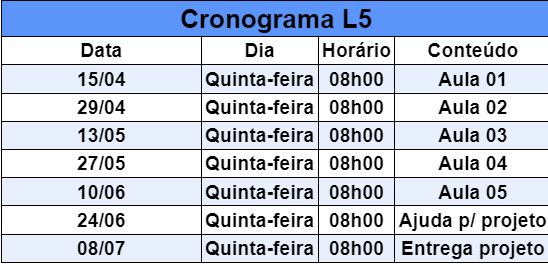 Cronograma L5
Data Dia Horário Conteúdo
15/04 Quinta-feira 08h00 Aula 01
29/04 Quinta-feira 08h00 Aula 02
13/05 Quinta-feira 08h00 Aula 03
27/05 Quinta-feira 08h00 Aula 04
10/06 Quinta-feira 08h00 Aula 05
24/06 Quinta-feira 08h00 Ajuda p/ projeto
08/07 Quinta-feira 08h00 Entrega projeto